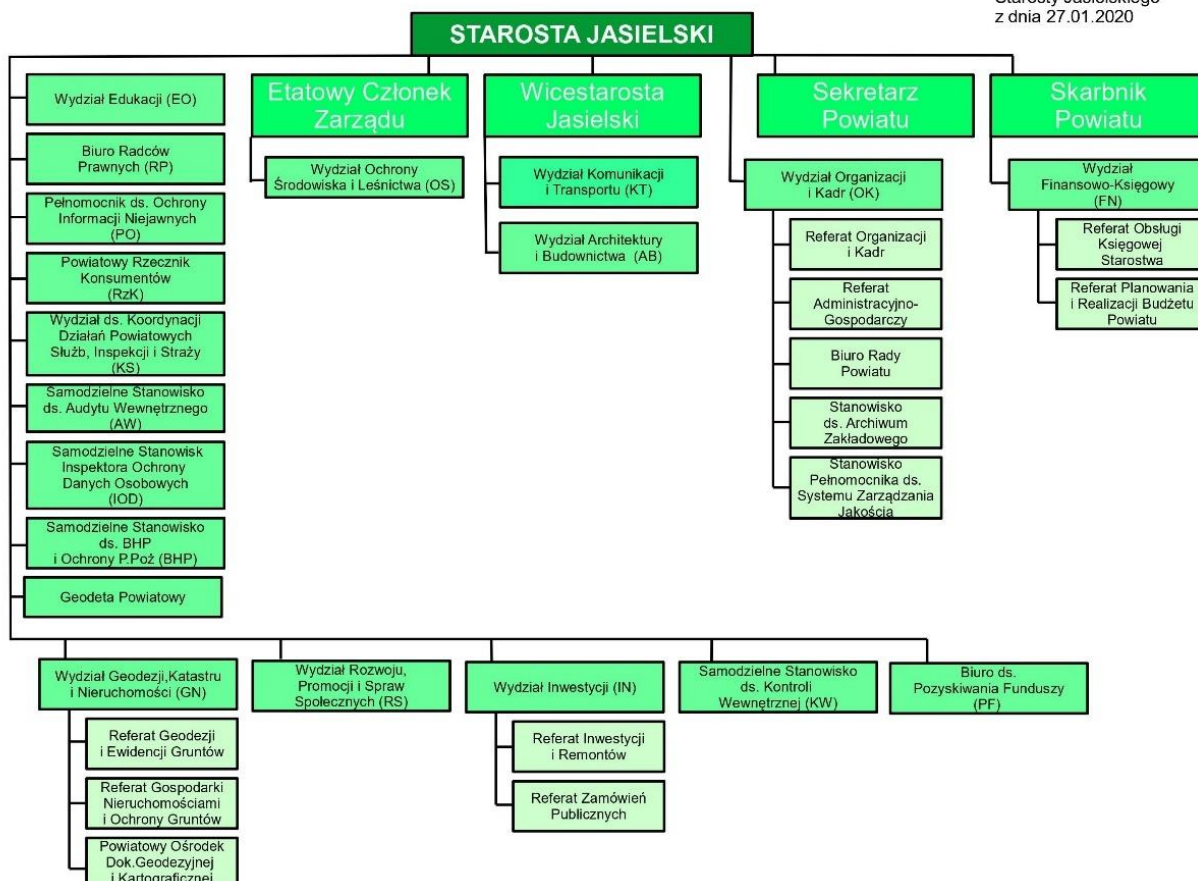 Starosty Jasielskiego
z dnia 27.01.2020
STAROSTA JASIELSKI
Wydział Edukacji (EO)
Biuro Radców
Prawnych (RP)
Pełnomocnik ds. Ochrony
Informacji Niejawnych
(PO)
Powiatowy Rzecznik
Konsumentów
(RzK)
Wydział ds. Koordynacji
Działań Powiatowych
Służb, Inspekcji i Straży
(KS)
Samodzielne Stanowisko
ds. Audytu Wewnętrznego
(AW)
Samodzielne Stanowisk
Inspektora Ochrony
Danych Osobowych
(IOD)
Samodzielne Stanowisko
ds. BHP
i Ochrony P.Poż (BHP)
Geodeta Powiatowy
Etatowy Członek
Zarządu
Wydział Ochrony
Środowiska i Leśnictwa (OS)
Wicestarosta
Jasielski
Wydział Komunikacji
i Transportu (KT)
Wydział Architektury
i Budownictwa (AB)
Sekretarz
Powiatu
Wydział Organizacji
i Kadr (OK)
Referat Organizacji
i Kadr
Referat
Administracyjno-
Gospodarczy
Biuro Rady
Powiatu
Stanowisko
ds. Archiwum
Zakładowego
Stanowisko
Pełnomocnika ds.
Systemu Zarządzania
Jakością
Skarbnik
Powiatu
Wydział
Finansowo-Księgowy
(FN)
Referat Obsługi
Księgowej
Starostwa
Referat Planowania
i Realizacji Budżetu
Powiatu
Wydział Geodezji,Katastru
i Nieruchomości (GN)
Referat Geodezji
i Ewidencji Gruntów
Referat Gospodarki
Nieruchomościami
i Ochrony Gruntów
Powiatowy Ośrodek
Dok.Geodezyjnej
i Kartograficznej
Wydział Rozwoju,
Promocji i Spraw
Społecznych (RS)
Wydział Inwestycji (IN)
Referat Inwestycji
i Remontów
Referat Zamówień
Publicznych
Samodzielne Stanowisko
ds. Kontroli
Wewnętrznej (KW)
Biuro ds.
Pozyskiwania Funduszy
(PF)